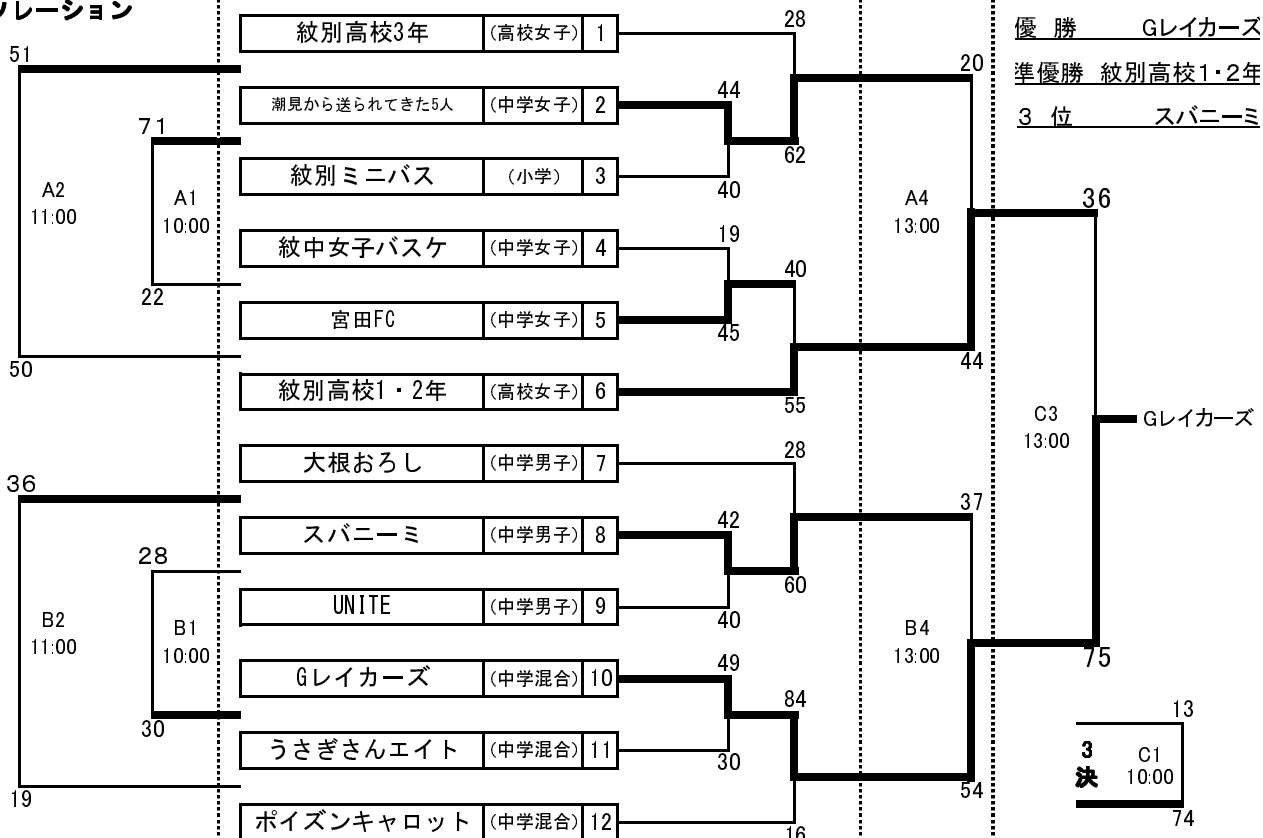 ソレーション
優　勝　Gレイカーズ
準優勝　紋別高校1・2年
3　位　スバニーミ
紋別高校3年 (高校女子) 1
潮見から送られてきた5人 (中学女子) 2
紋別ミニバス (小学) 3
紋中女子バスケ (中学女子) 4
宮田FC (中学女子) 5
紋別高校1・2年 (高校女子) 6
大根おろし (中学男子) 7
スバニーミ (中学男子) 8
UNITE (中学男子) 9
Gレイカーズ (中学混合) 10
うさぎさんエイト (中学混合) 11
ポイズンキャロット (中学混合) 12
51
71
A2
11:00
A1
10:00
22
50
36
28
B2
11:00
B1
10:00
30
19
28
44
62
40
19
40
45
55
28
42
60
40
49
84
30
16
20
A4
13:00
44
37
B4
13:00
54
36
C3
13:00
Gレイカーズ
75
13
3
決
C1
10:00
74